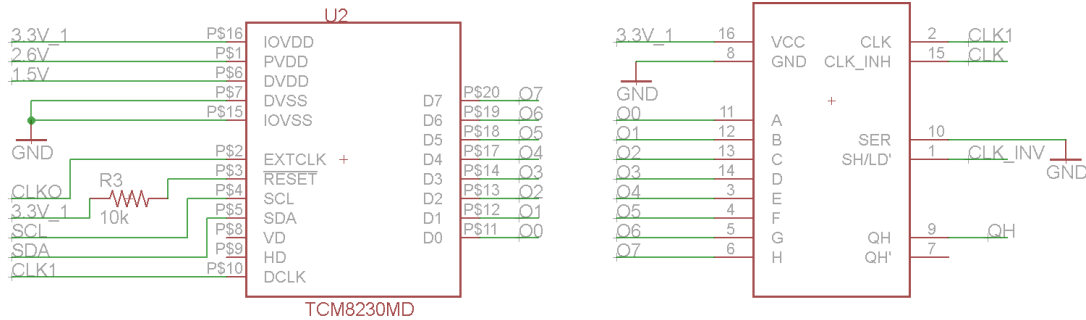 U2
3.3V_1 P$16 IOVDD
2.6V P$1 PVDD
1.5V P$6 DVDD
P$7 DVSS D7 P$20 O7
P$15 IOVSS D6 P$19 O6
D5 P$18 O5
GND
P$2 EXTCLK D4 P$17 O4
P$3 RESET D3 P$14 O3
R3
CLKO P$4 SCL D2 P$13 O2
3.3V_1 10k P$5 SDA D1 P$12 O1
SCL P$8 VD D0 P$11 O0
SDA P$9 HD
CLK1 P$10 DCLK
TCM8230MD
3.3V_1 16 VCC CLK 2 CLK1
8 GND CLK_INH 15 CLK
GND
O0 11 A
O1 12 B SER 10
O2 13 C SH/LD' 1 CLK_INV
GND
O3 14 D
O4 3 E
O5 4 F
O6 5 G QH 9 QH
O7 6 H QH' 7